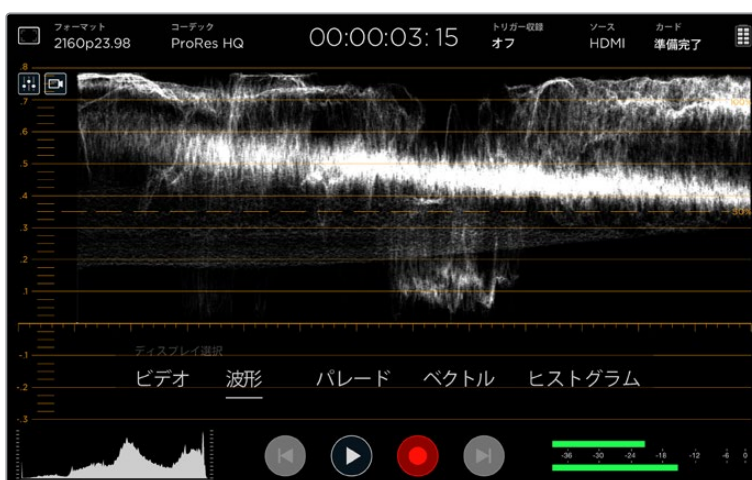 フォーマット コーデック トリガー収録 ソース カード
2160p23.98 ProRes HQ 00:00:03:15 オフ HDMI 準備完了
.8
.7
.6
.5
.4
.3
.2
.1
-.1
ディスプレイ選択
ビデオ 波形 パレード ベクトル ヒストグラム
-.2
-.3
-36 -30 -24 -18 -12 -6 0